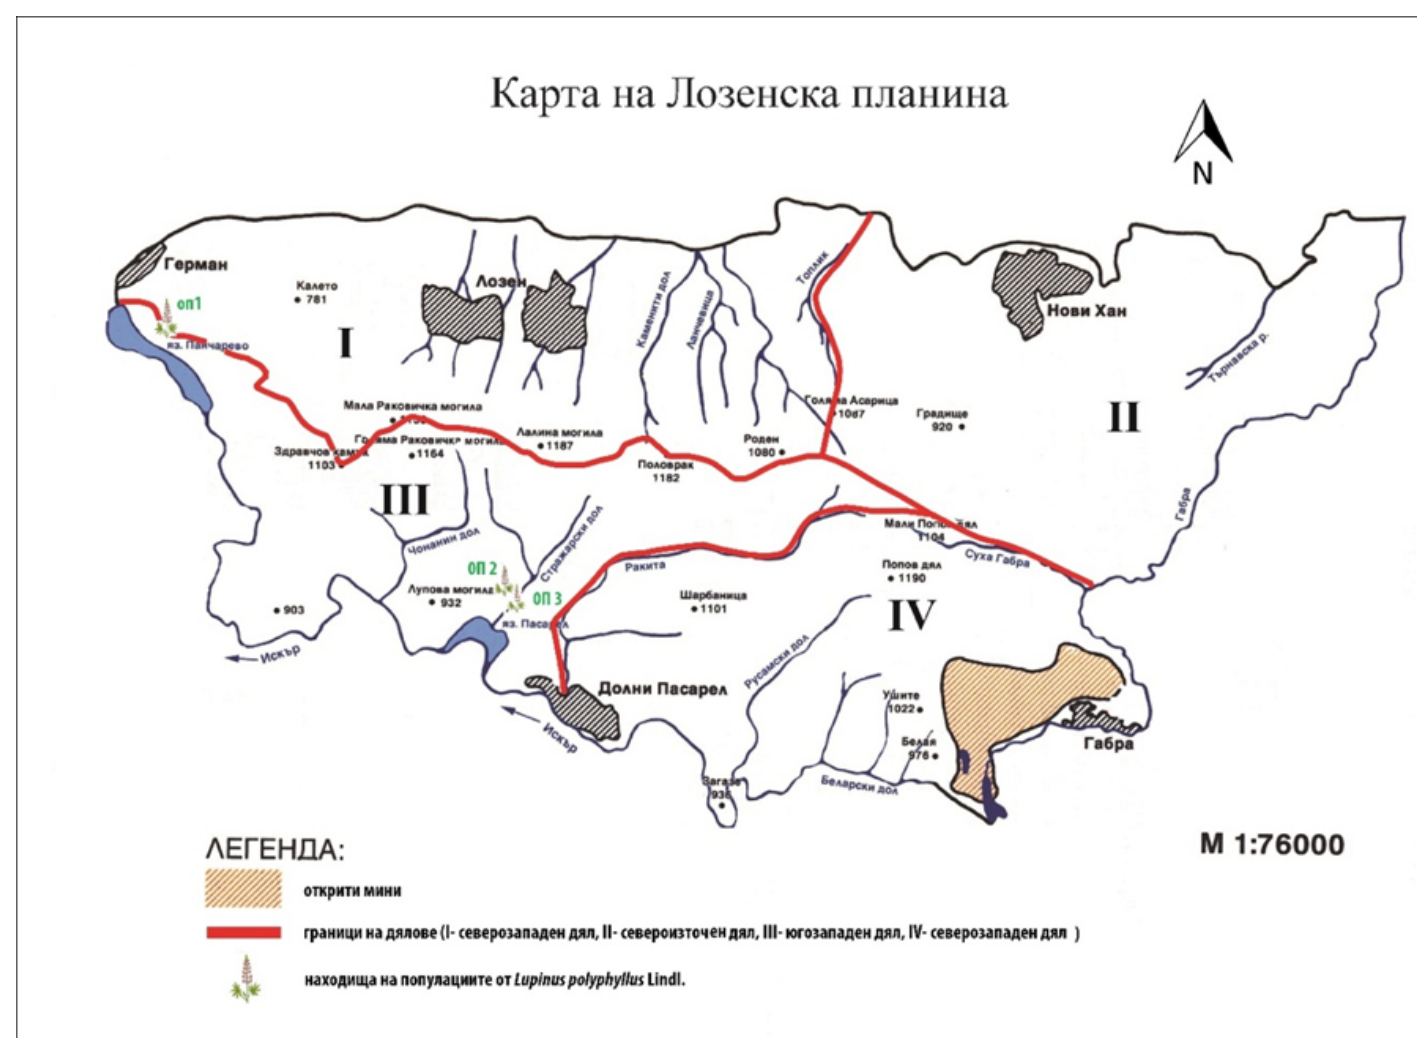 Карта на Лозенска планина
N
Герман
оп1
Калето
781
Лозен
Каменити дол
Ланчевица
Топлик
Нови Хан
Търнавска р.
яз. Панчарево
I
II
Мала Раковичка могила
Голяма Асарица
1087
Градище
920
Лалина могила
1187
Роден
1080
Здравчов камък
1103
Голяма Раковичка могила
1164
Половрак
1182
III
Габра
Чонанин дол
Стражарски дол
Мали Попов дял
1104
Суха Габра
ОП 2
Ракита
Попов дял
1190
Лупова могила
932
ОП 3
Шарбаница
1101
903
яз. Пасарел
IV
Искър
Русамски дол
Долни Пасарел
Ушите
1022
Искър
Белая
976
Габра
Беларски дол
М 1:76000
ЛЕГЕНДА:
открити мини
граници на дялове (I- северозападен дял, II- североизточен дял, III- югозападен дял, IV- северозападен дял )
находища на популациите от Lupinus polyphyllus Lindl.